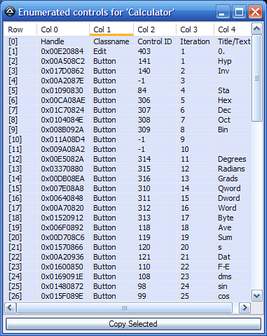 Enumerated controls for 'Calculator'
Row Col 0 Col 1 Col 2 Col 3 Col 4
[0] Handle Classname Control ID Iteration Title/Text
[1] 0x00E20884 Edit 403 1 0.
[2] 0x00A508C2 Button 141 1 Hyp
[3] 0x017D0862 Button 140 2 Inv
[4] 0x00A2087E Button -1 3
[5] 0x01090830 Button 84 4 Sta
[6] 0x00CA08AE Button 306 5 Hex
[7] 0x01C70824 Button 307 6 Dec
[8] 0x0104084E Button 308 7 Oct
[9] 0x008B092A Button 309 8 Bin
[10] 0x011A08D4 Button -1 9
[11] 0x009A08A2 Button -1 10
[12] 0x00E5082A Button 314 11 Degrees
[13] 0x03370880 Button 315 12 Radians
[14] 0x00DB08EA Button 316 13 Grads
[15] 0x007E08A8 Button 310 14 Qword
[16] 0x00640848 Button 311 15 Dword
[17] 0x00A70820 Button 312 16 Word
[18] 0x01520912 Button 313 17 Byte
[19] 0x006F0892 Button 118 18 Ave
[20] 0x00D708C6 Button 119 19 Sum
[21] 0x01570866 Button 120 20 s
[22] 0x00A20936 Button 121 21 Dat
[23] 0x01600850 Button 110 22 F-E
[24] 0x0169091E Button 108 23 dms
[25] 0x01480872 Button 98 24 sin
[26] 0x015F089E Button 99 25 cos
Copy Selected